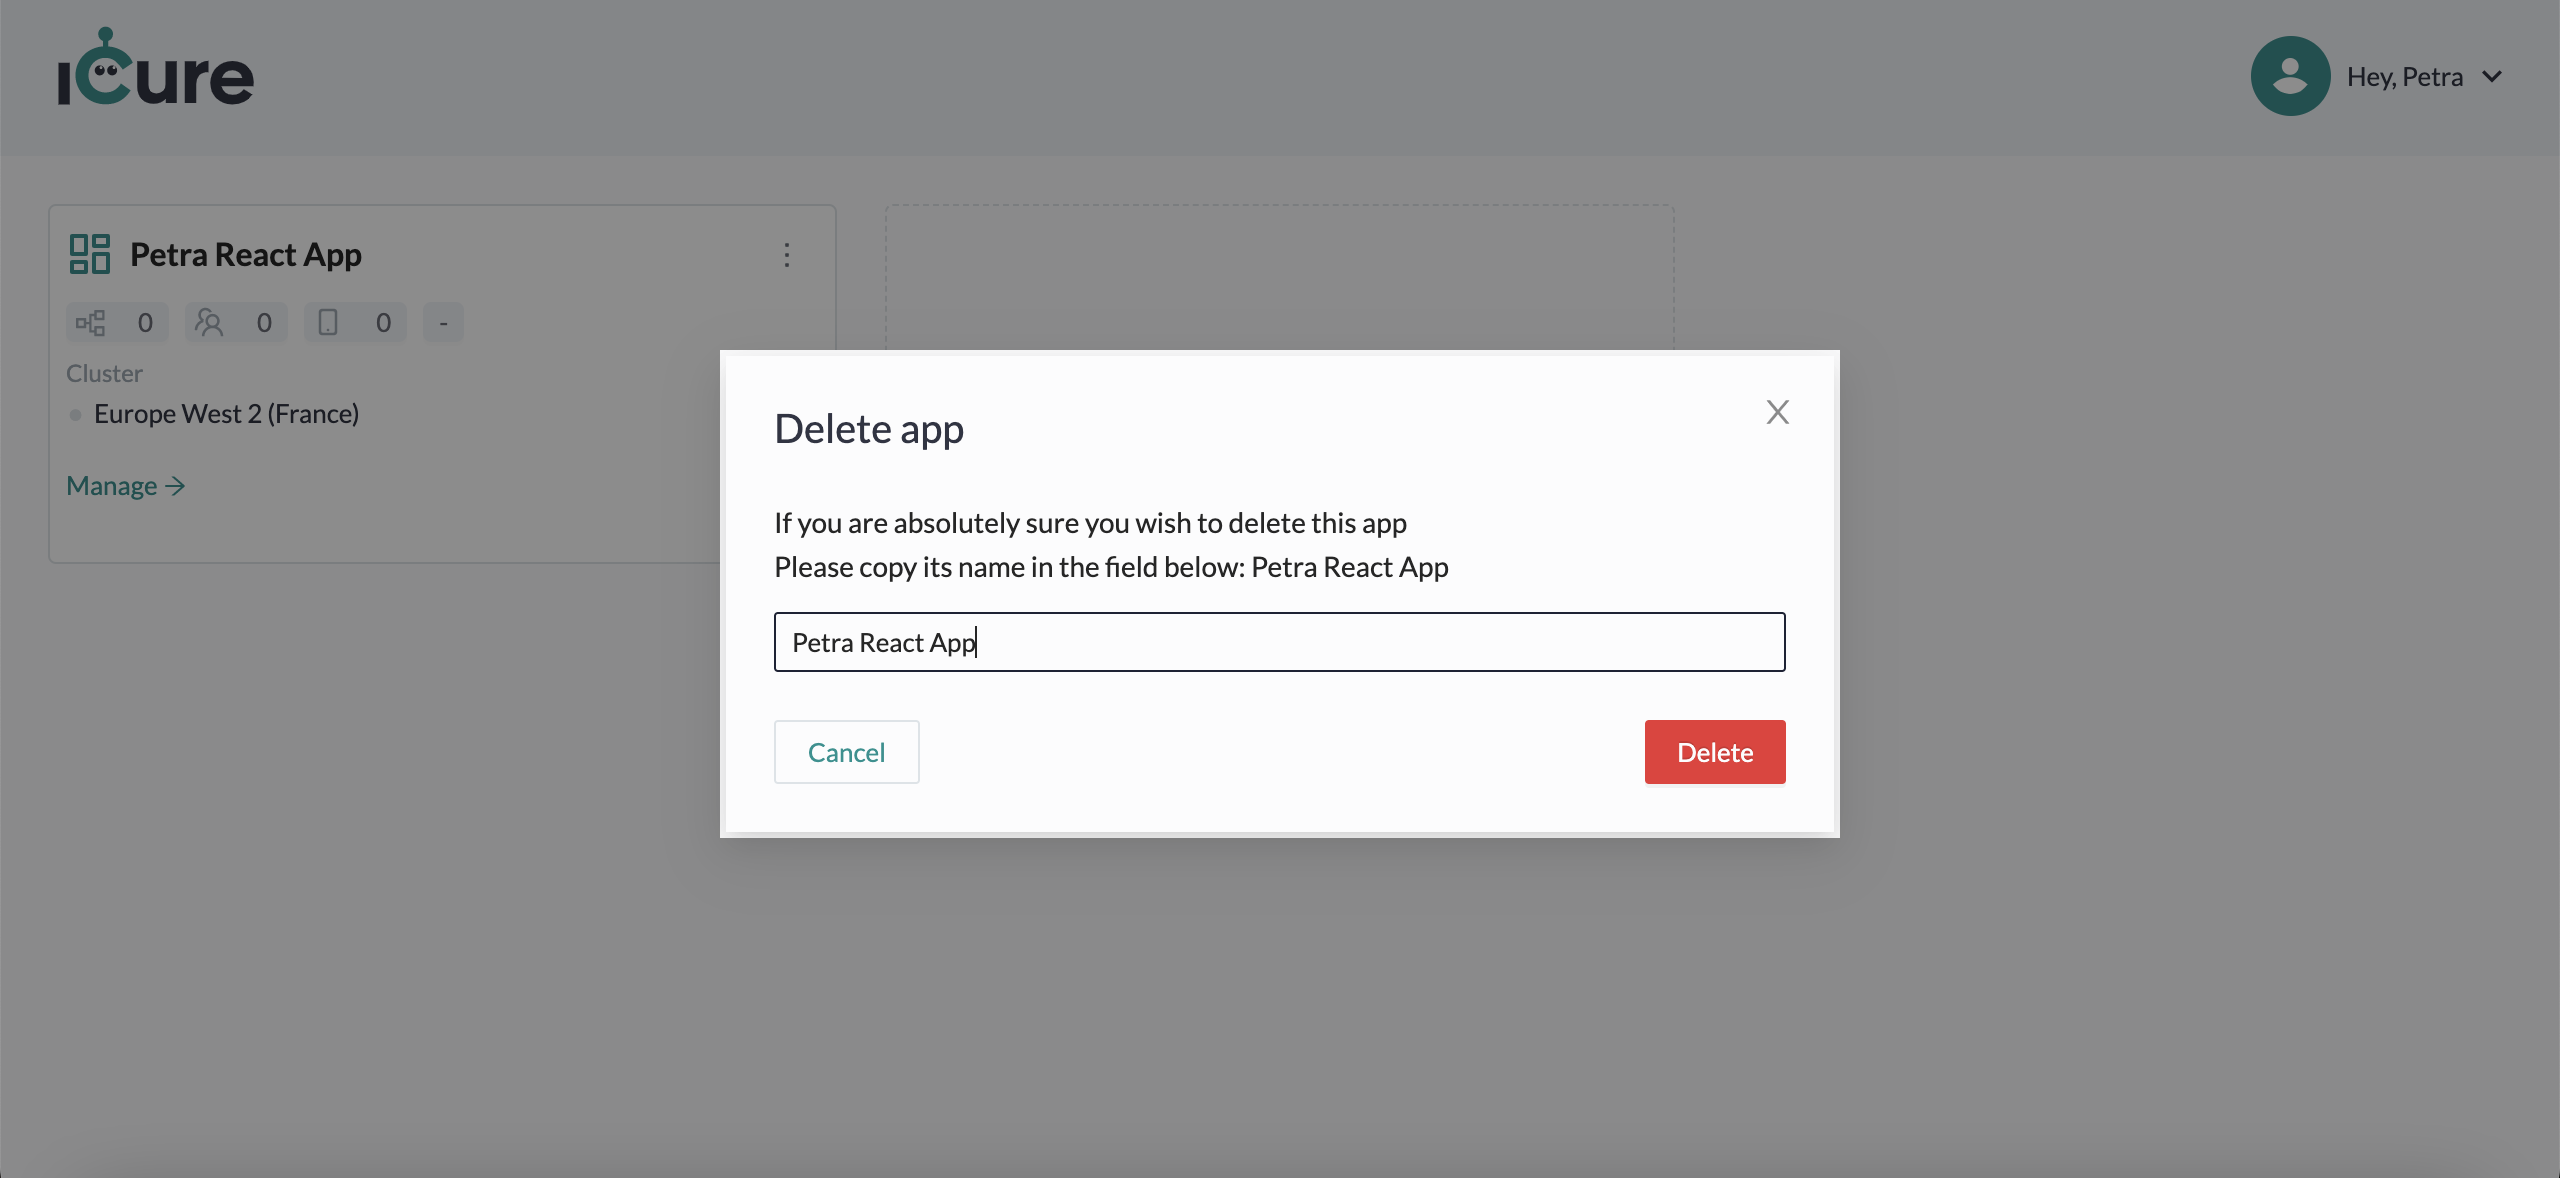 iCure
Hey, Petra
Petra React App
0 0 0 -
Cluster
Europe West 2 (France)
Manage
Delete app
If you are absolutely sure you wish to delete this app
Please copy its name in the field below: Petra React App
Petra React App
Cancel
Delete